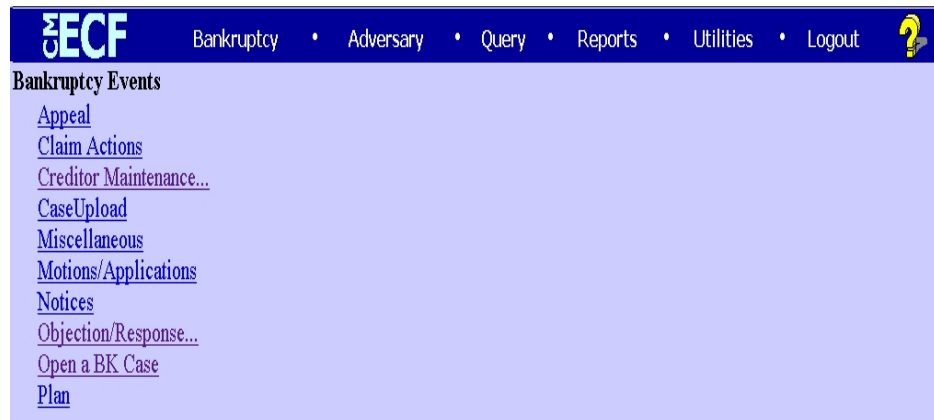 CM ECF Bankruptcy • Adversary • Query • Reports • Utilities • Logout ?
Bankruptcy Events
Appeal
Claim Actions
Creditor Maintenance...
CaseUpload
Miscellaneous
Motions/Applications
Notices
Objection/Response...
Open a BK Case
Plan